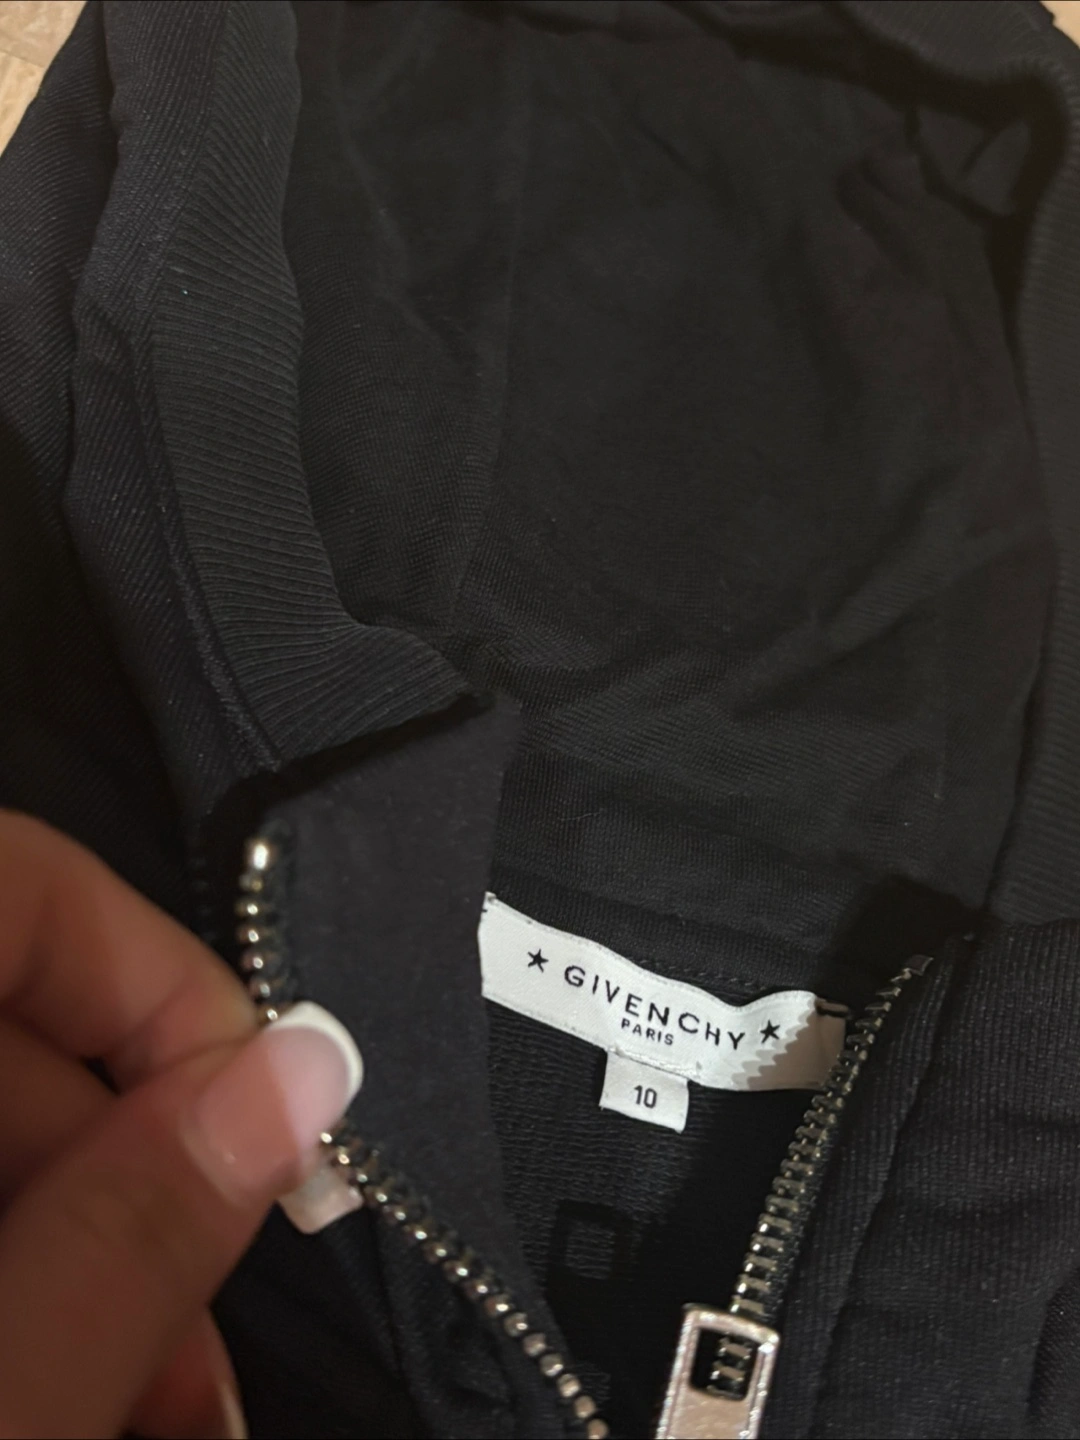 ★ GIVENCHY ★
PARIS
10